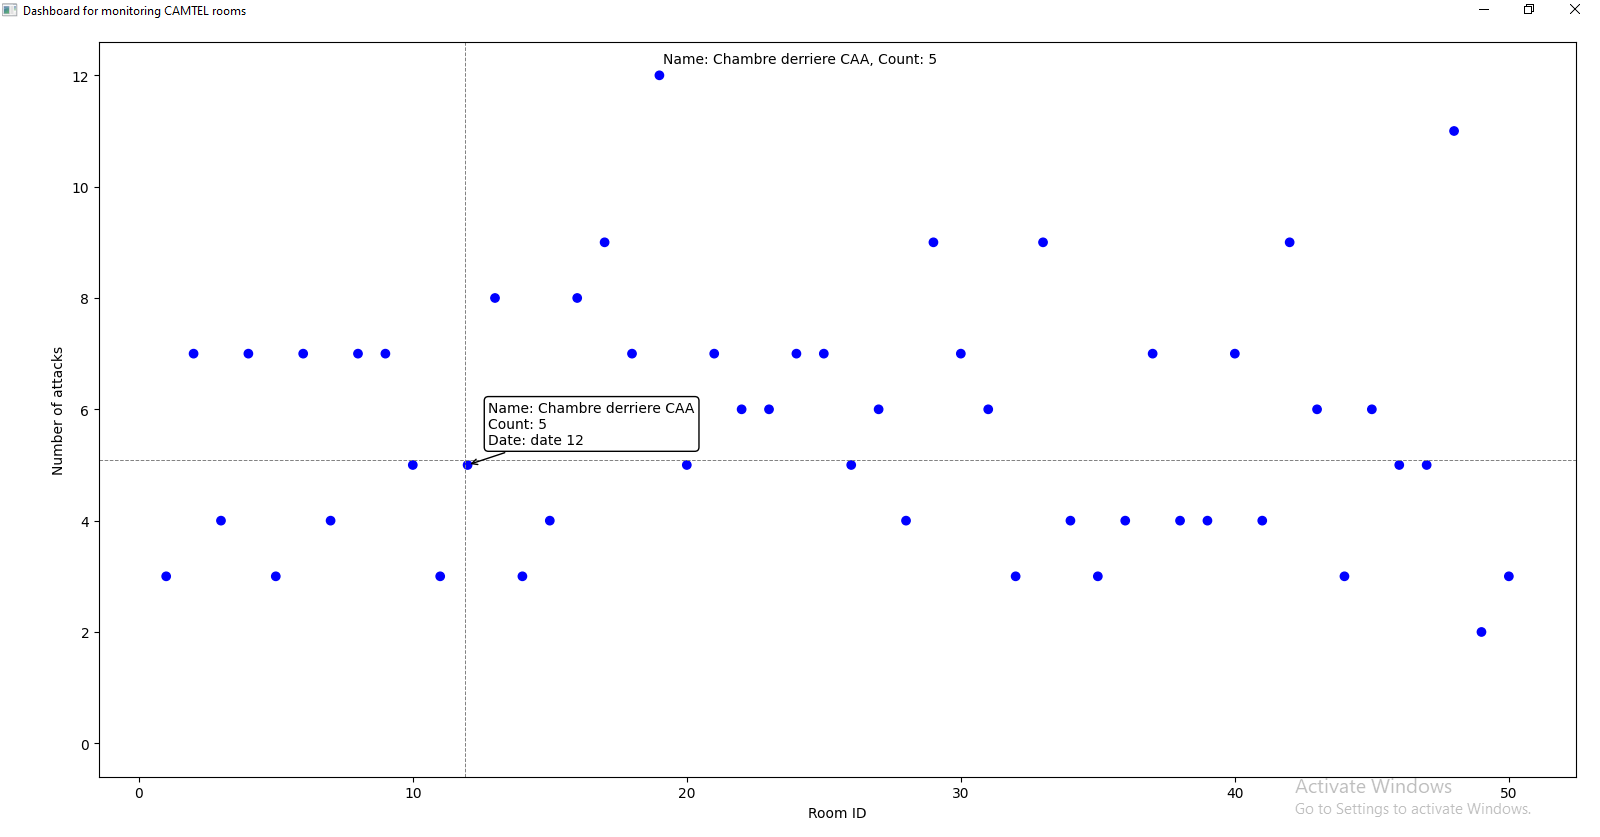 Dashboard for monitoring CAMTEL rooms
Name: Chambre derriere CAA, Count: 5
12
10
8
6
4
2
0
Number of attacks
Name: Chambre derriere CAA
Count: 5
Date: date 12
0
10
20
30
40
50
Room ID
Activate Windows
Go to Settings to activate Windows.